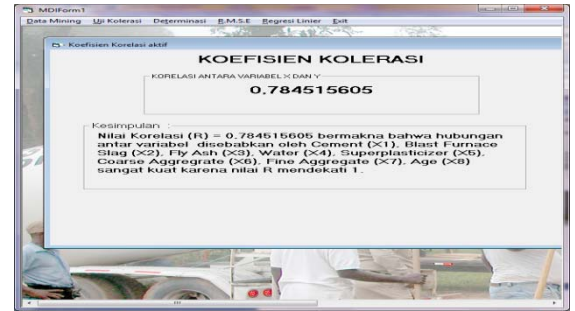 MDIForm1
Data Mining Uji Kolerasi Determinasi R.M.S.E Regresi Linier Exit
Koefisien Korelasi aktif
KOEFISIEN KOLERASI
KORELASI ANTARA VARIABEL X DAN Y
0,784515605
Kesimpulan :
Nilai Korelasi (R) = 0,784515605 bermakna bahwa hubungan
antar variabel disebabkan oleh Cement (X1), Blast Furnace
Slag (X2), Fly Ash (X3), Water (X4), Superplasticizer (X5),
Coarse Aggregrate (X6), Fine Aggregate (X7), Age (X8)
sangat kuat karena nilai R mendekati 1.